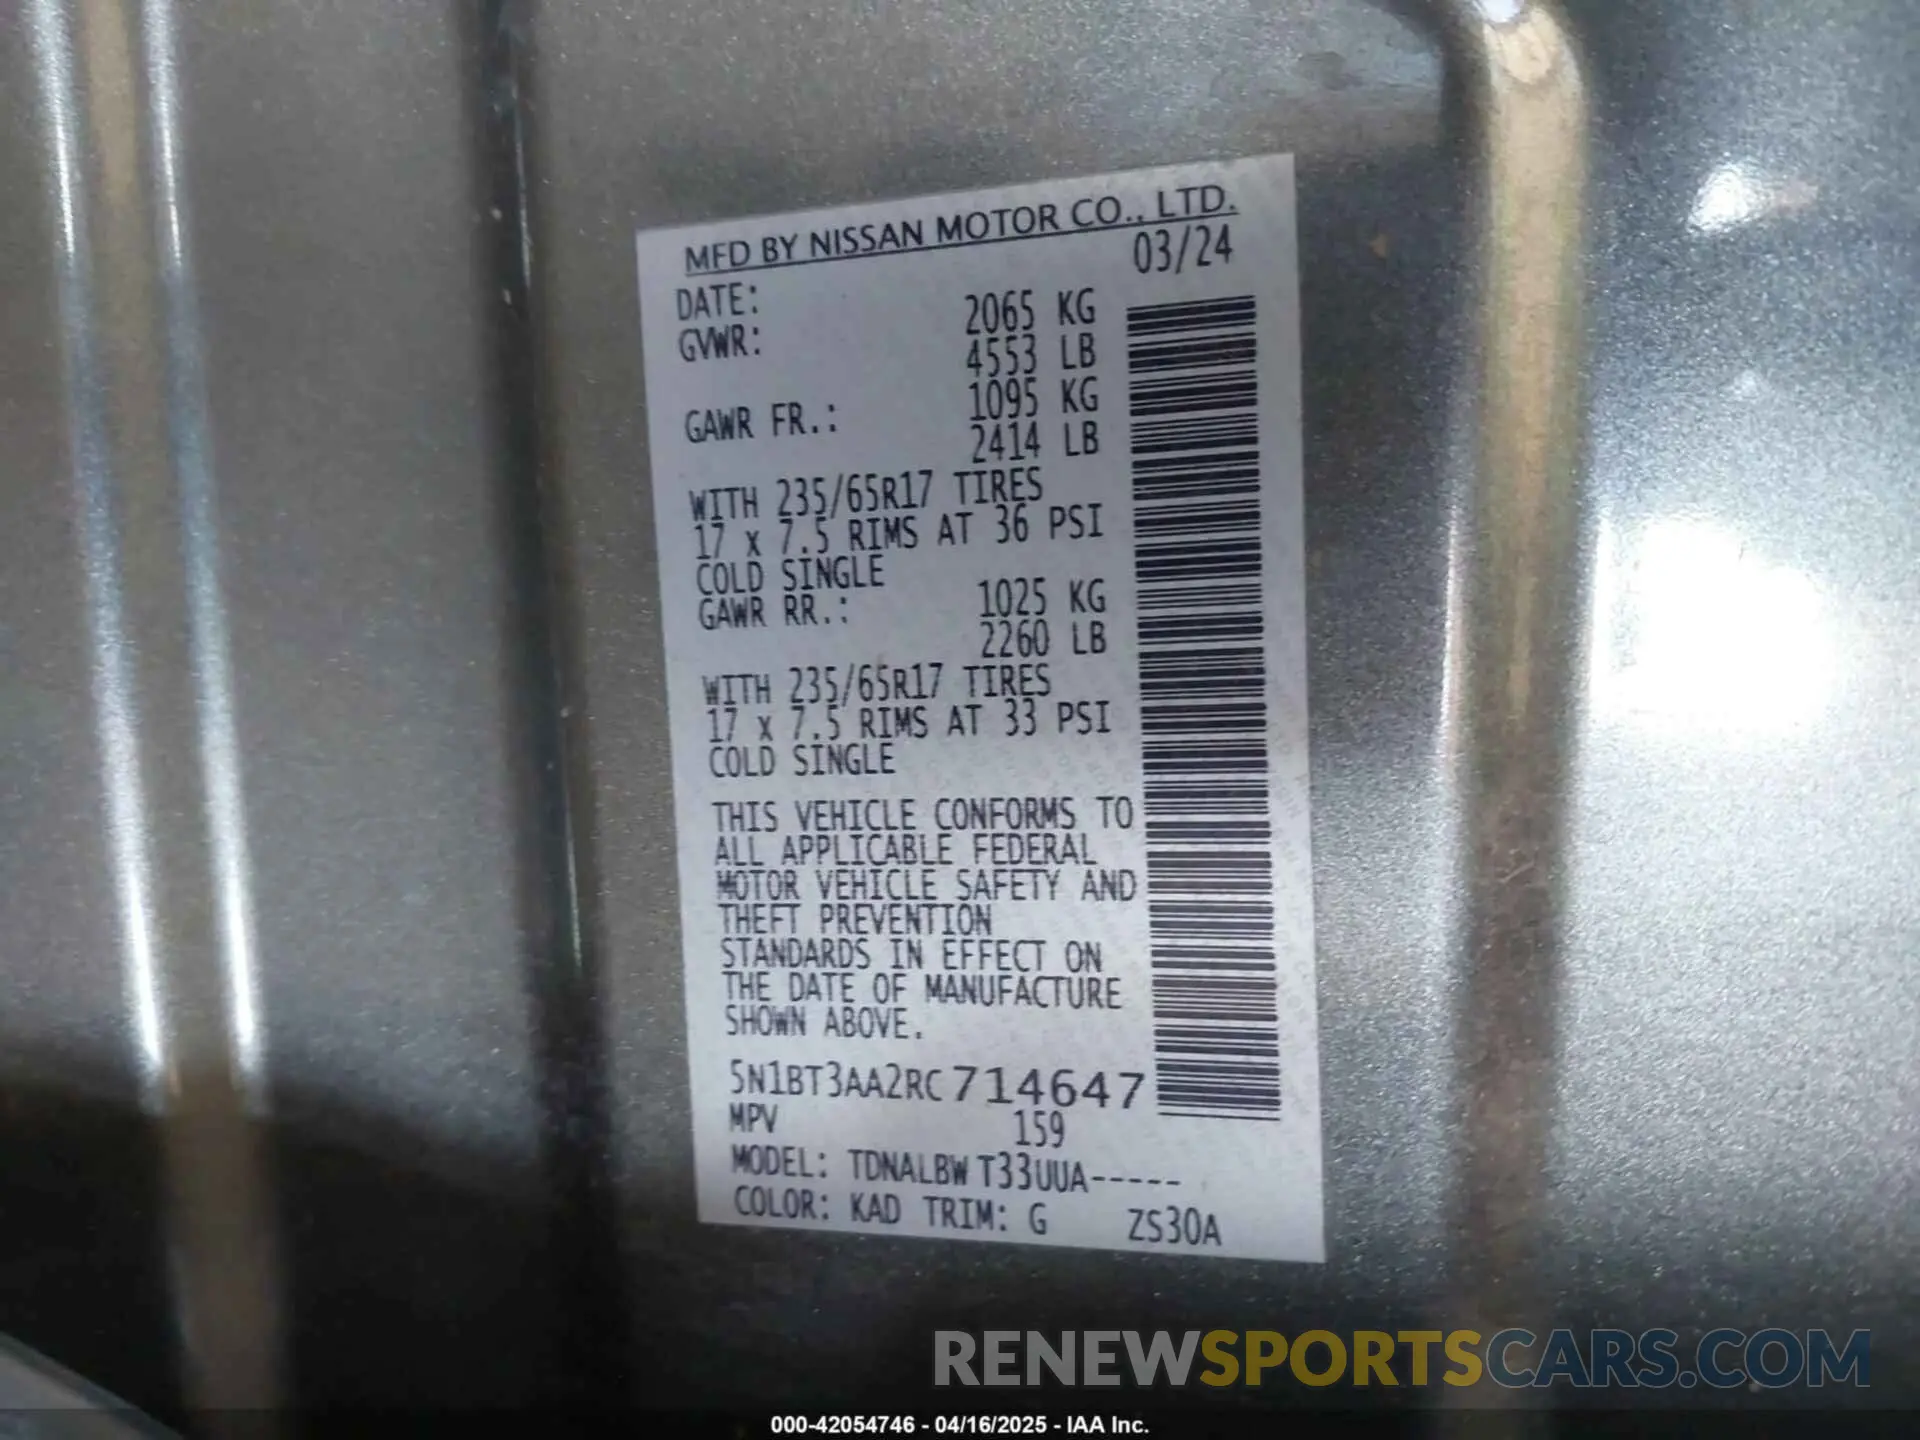 MFD BY NISSAN MOTOR CO., LTD.
DATE: 03/24
GVWR: 2065 KG
4553 LB
GAWR FR.: 1095 KG
2414 LB
WITH 235/65R17 TIRES
17 x 7.5 RIMS AT 36 PSI
COLD SINGLE
GAWR RR.: 1025 KG
2260 LB
WITH 235/65R17 TIRES
17 x 7.5 RIMS AT 33 PSI
COLD SINGLE
THIS VEHICLE CONFORMS TO
ALL APPLICABLE FEDERAL
MOTOR VEHICLE SAFETY AND
THEFT PREVENTION
STANDARDS IN EFFECT ON
THE DATE OF MANUFACTURE
SHOWN ABOVE.
5N1BT3AA2RC714647
MPV 159
MODEL: TDNALBW T33UUA-----
COLOR: KAD TRIM: G ZS30A
RENEWSPORTSCARS.COM
000-42054746 - 04/16/2025 - IAA Inc.